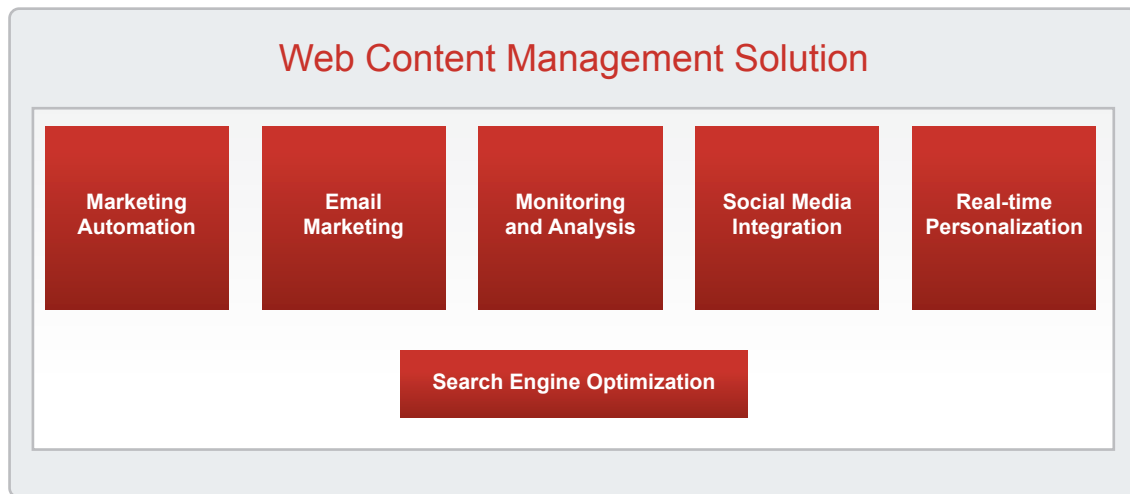 Web Content Management Solution
Marketing
Automation
Email
Marketing
Monitoring
and Analysis
Social Media
Integration
Real-time
Personalization
Search Engine Optimization